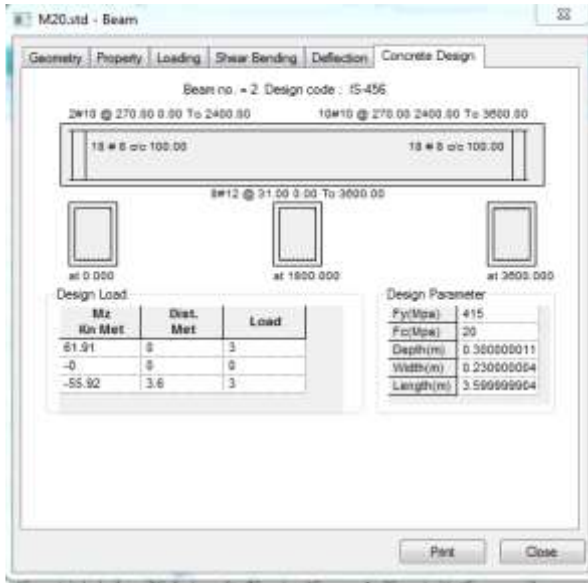 M20.std - Beam
Geometry Property Loading Shear Bending Deflection Concrete Design
Beam no. = 2 Design code : IS-456
2#10 @ 270.00 0.00 To 2400.00 10#10 @ 270.00 2400.00 To 3600.00
18 # 8 c/c 100.00 18 # 8 c/c 100.00
8#12 @ 31.00 0.00 To 3600.00
at 0.000 at 1800.000 at 3600.000
Design Load Design Parameter
Mz Kn Met Dist. Met Load
61.91 0 3
-0 0 0
-55.92 3.6 3
Fy(Mpa) 415
Fc(Mpa) 20
Depth(m) 0.300000011
Width(m) 0.230000004
Length(m) 3.599999904
Print Close